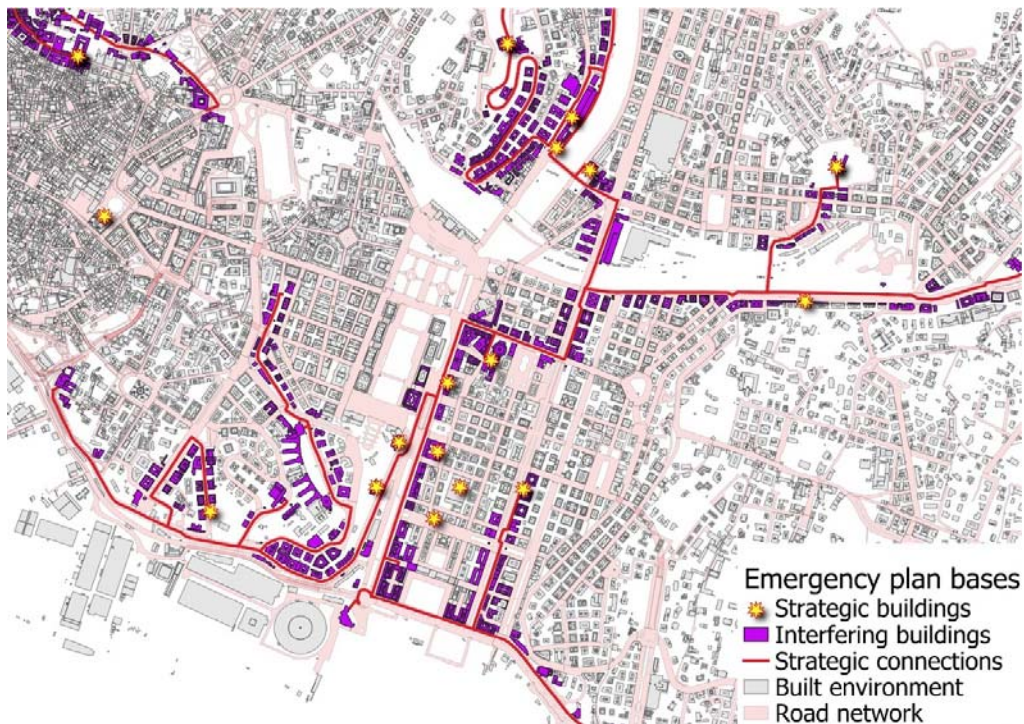 Emergency plan bases
Strategic buildings
Interfering buildings
Strategic connections
Built environment
Road network